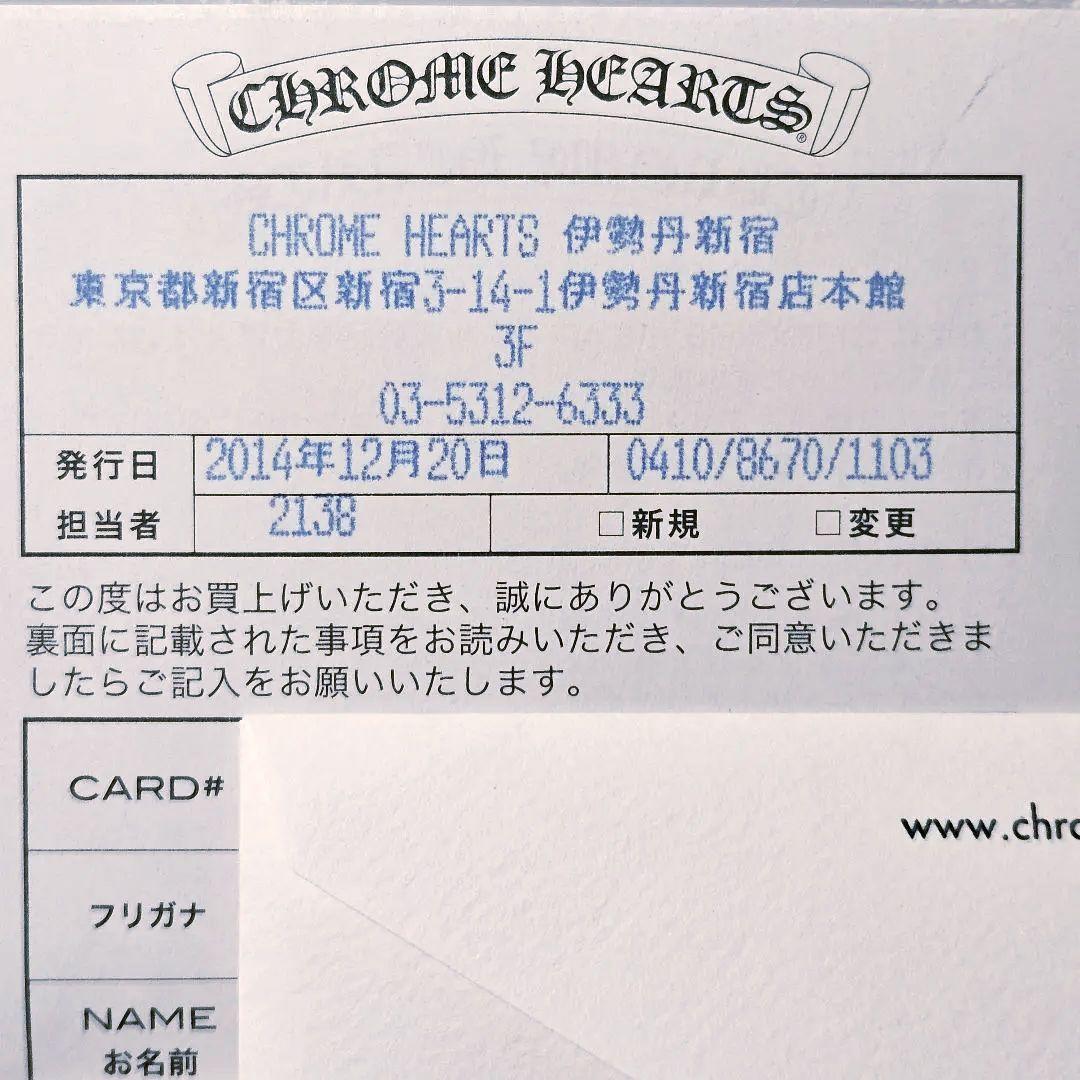 CHROME HEARTS®
CHROME HEARTS 伊勢丹新宿
東京都新宿区新宿3-14-1伊勢丹新宿店本館
3F
03-5312-6333
発行日 2014年12月20日 0410/8670/1103
担当者 2138 □新規 □変更
この度はお買上げいただき、誠にありがとうございます。
裏面に記載された事項をお読みいただき、ご同意いただきま
したらご記入をお願いいたします。
CARD#
www.chro
フリガナ
NAME
お名前